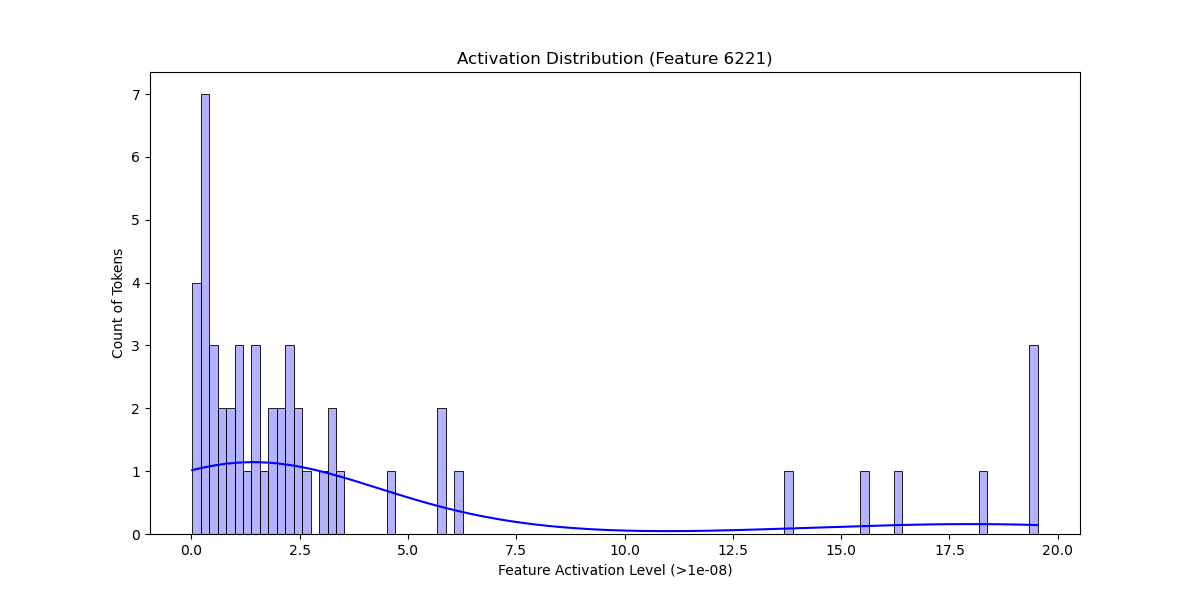 Activation Distribution (Feature 6221)
7
6
5
4
3
2
1
0
Count of Tokens
0.0 2.5 5.0 7.5 10.0 12.5 15.0 17.5 20.0
Feature Activation Level (>1e-08)